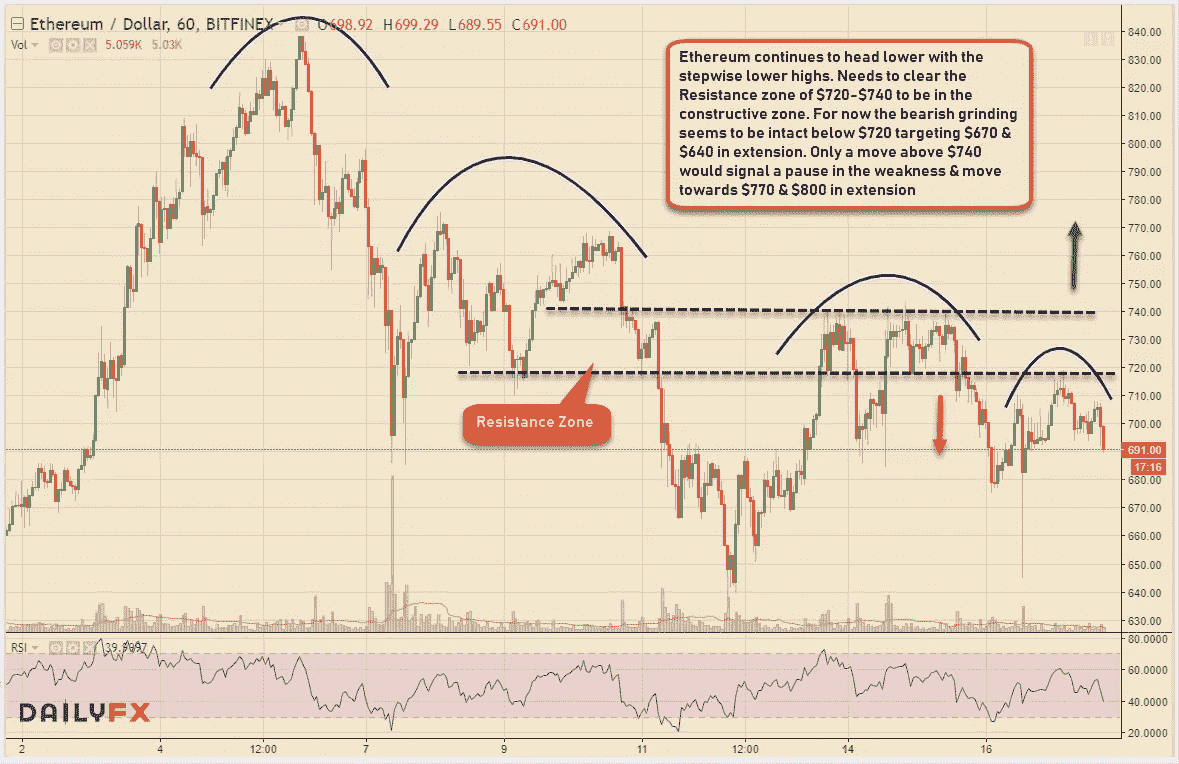 Ethereum / Dollar, 60, BITFINEX O698.92 H699.29 L689.55 C691.00
Vol 5.059K 5.03K
Ethereum continues to head lower with the
stepwise lower highs. Needs to clear the
Resistance zone of $720-$740 to be in the
constructive zone. For now the bearish grinding
seems to be intact below $720 targeting $670 &
$640 in extension. Only a move above $740
would signal a pause in the weakness & move
towards $770 & $800 in extension
Resistance Zone
840.00
830.00
820.00
810.00
800.00
790.00
780.00
770.00
760.00
750.00
740.00
730.00
720.00
710.00
700.00
691.00
17:16
680.00
670.00
660.00
650.00
640.00
630.00
RSI
80.0000
60.0000
40.0000
20.0000
DAILYFX
2 4 12:00 7 9 11 12:00 14 16